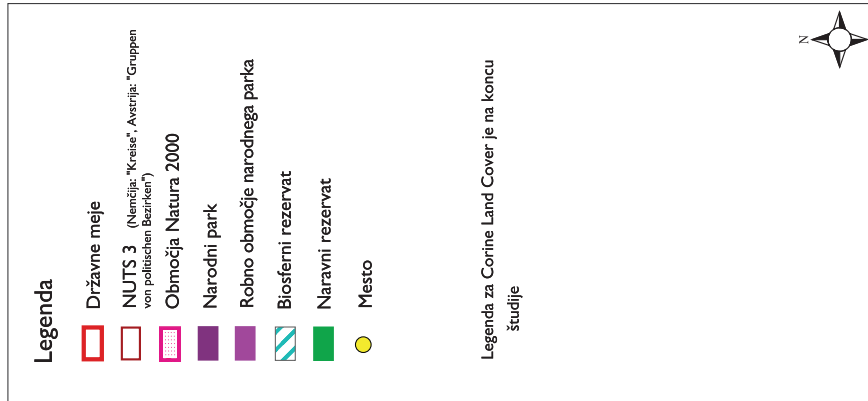 Legenda
Državne meje
NUTS 3 (Nemčija: "Kreise", Avstrija: "Gruppen
von politischen Bezirken")
Območja Natura 2000
Narodni park
Robno območje narodnega parka
Biosferni rezervat
Naravni rezervat
Mesto
Legenda za Corine Land Cover je na koncu
študije
N